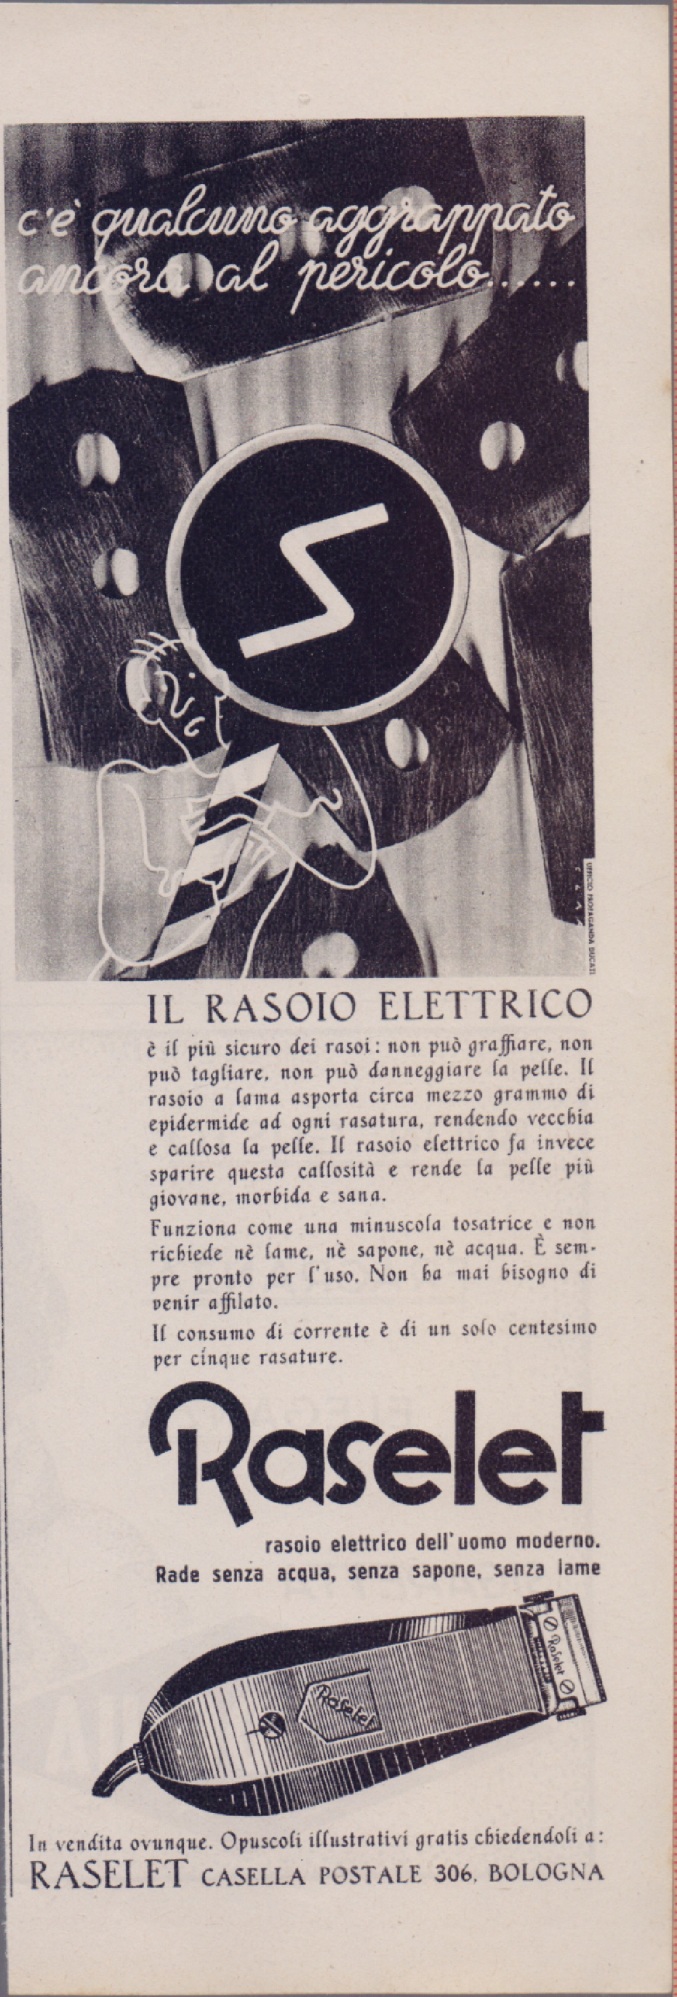 c'è qualcuno aggrappato
ancora al pericolo......
UFFICIO PROPAGANDA DUCATI
IL RASOIO ELETTRICO
è il più sicuro dei rasoi: non può graffiare, non
può tagliare, non può danneggiare la pelle. Il
rasoio a lama asporta circa mezzo grammo di
epidermide ad ogni rasatura, rendendo vecchia
e callosa la pelle. Il rasoio elettrico fa invece
sparire questa callosità e rende la pelle più
giovane, morbida e sana.
Funziona come una minuscola tosatrice e non
richiede nè lame, nè sapone, nè acqua. È sem-
pre pronto per l'uso. Non ha mai bisogno di
venir affilato.
Il consumo di corrente è di un solo centesimo
per cinque rasature.
Raselet
rasoio elettrico dell'uomo moderno.
Rade senza acqua, senza sapone, senza lame
Raselet
Raselet
In vendita ovunque. Opuscoli illustrativi gratis chiedendoli a:
RASELET CASELLA POSTALE 306, BOLOGNA